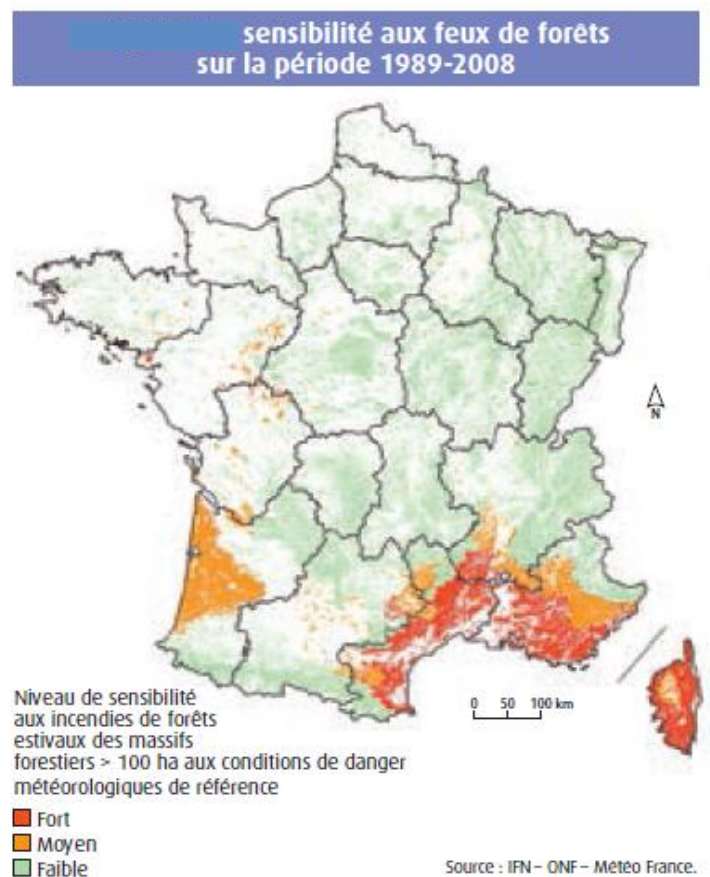 sensibilité aux feux de forêts
sur la période 1989-2008
N
0 50 100 km
Niveau de sensibilité
aux incendies de forêts
estivaux des massifs
forestiers > 100 ha aux conditions de danger
météorologiques de référence
Fort
Moyen
Faible
Source : IFN – ONF – Météo France.